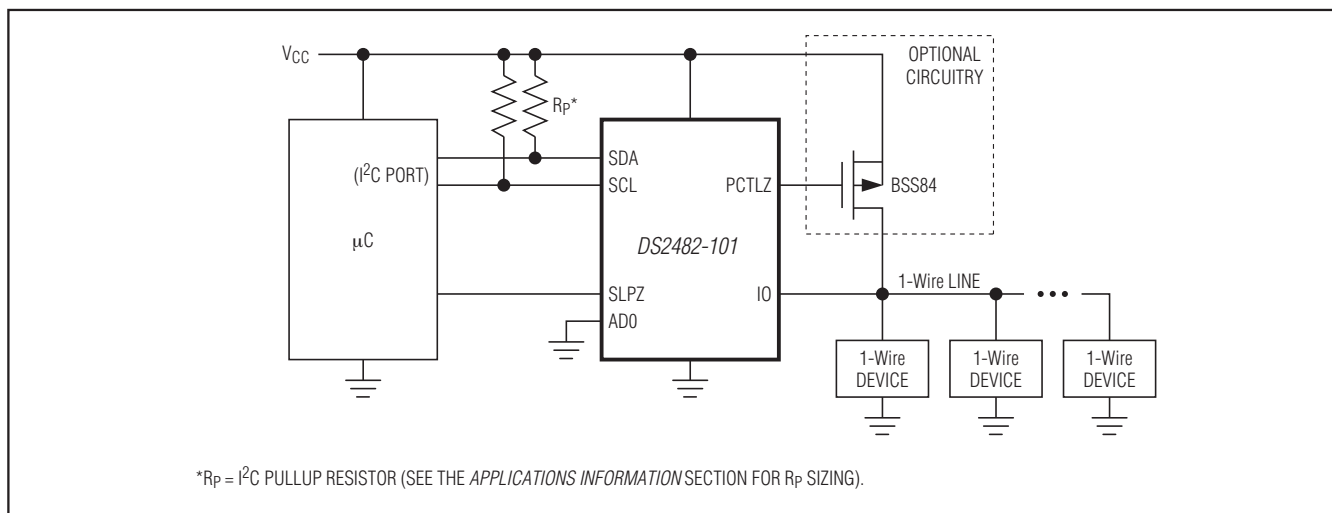 VCC
OPTIONAL
CIRCUITRY
RP*
(I2C PORT)
SDA
SCL
PCTLZ
BSS84
μC
DS2482-101
1-Wire LINE
SLPZ
IO
AD0
1-Wire
DEVICE
1-Wire
DEVICE
1-Wire
DEVICE
*RP = I2C PULLUP RESISTOR (SEE THE APPLICATIONS INFORMATION SECTION FOR RP SIZING).